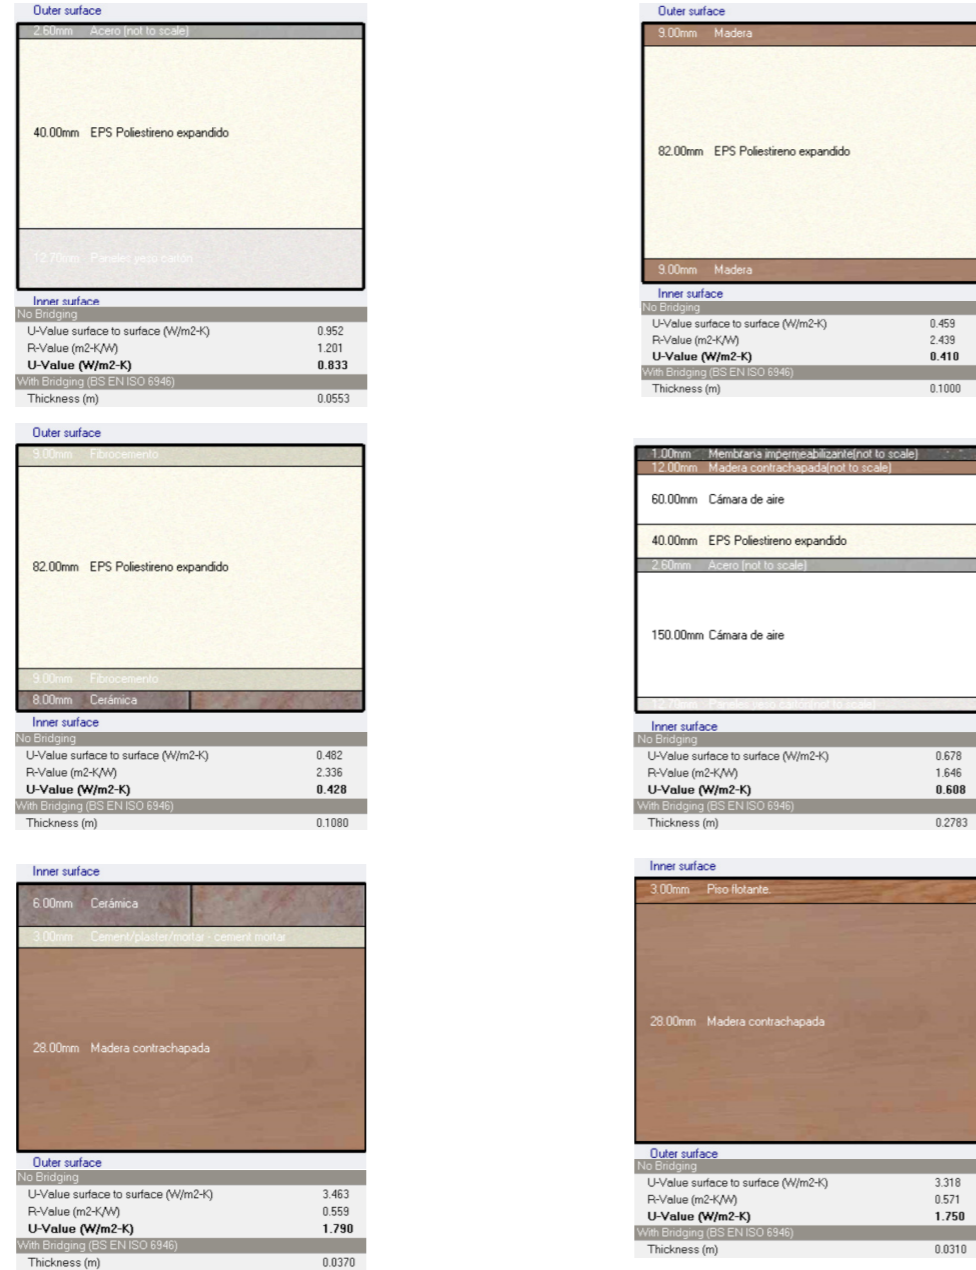 Outer surface
2.60mm Acero (not to scale)
40.00mm EPS Poliestireno expandido
12.70mm Paneles yeso cartón
Inner surface
No Bridging
U-Value surface to surface (W/m2-K) 0.952
R-Value (m2-K/W) 1.201
U-Value (W/m2-K) 0.833
With Bridging (BS EN ISO 6946)
Thickness (m) 0.0553
Outer surface
9.00mm Madera
82.00mm EPS Poliestireno expandido
9.00mm Madera
Inner surface
No Bridging
U-Value surface to surface (W/m2-K) 0.459
R-Value (m2-K/W) 2.439
U-Value (W/m2-K) 0.410
With Bridging (BS EN ISO 6946)
Thickness (m) 0.1000
Outer surface
9.00mm Fibrocemento
82.00mm EPS Poliestireno expandido
9.00mm Fibrocemento
8.00mm Cerámica
Inner surface
No Bridging
U-Value surface to surface (W/m2-K) 0.482
R-Value (m2-K/W) 2.336
U-Value (W/m2-K) 0.428
With Bridging (BS EN ISO 6946)
Thickness (m) 0.1080
1.00mm Membrana impermeabilizante(not to scale)
12.00mm Madera contrachapada(not to scale)
60.00mm Cámara de aire
40.00mm EPS Poliestireno expandido
2.60mm Acero (not to scale)
150.00mm Cámara de aire
12.70mm Paneles yeso cartón(not to scale)
Inner surface
No Bridging
U-Value surface to surface (W/m2-K) 0.678
R-Value (m2-K/W) 1.646
U-Value (W/m2-K) 0.608
With Bridging (BS EN ISO 6946)
Thickness (m) 0.2783
Inner surface
6.00mm Cerámica
3.00mm Cement/plaster/mortar - cement mortar
28.00mm Madera contrachapada
Outer surface
No Bridging
U-Value surface to surface (W/m2-K) 3.463
R-Value (m2-K/W) 0.559
U-Value (W/m2-K) 1.790
With Bridging (BS EN ISO 6946)
Thickness (m) 0.0370
Inner surface
3.00mm Piso flotante.
28.00mm Madera contrachapada
Outer surface
No Bridging
U-Value surface to surface (W/m2-K) 3.318
R-Value (m2-K/W) 0.571
U-Value (W/m2-K) 1.750
With Bridging (BS EN ISO 6946)
Thickness (m) 0.0310